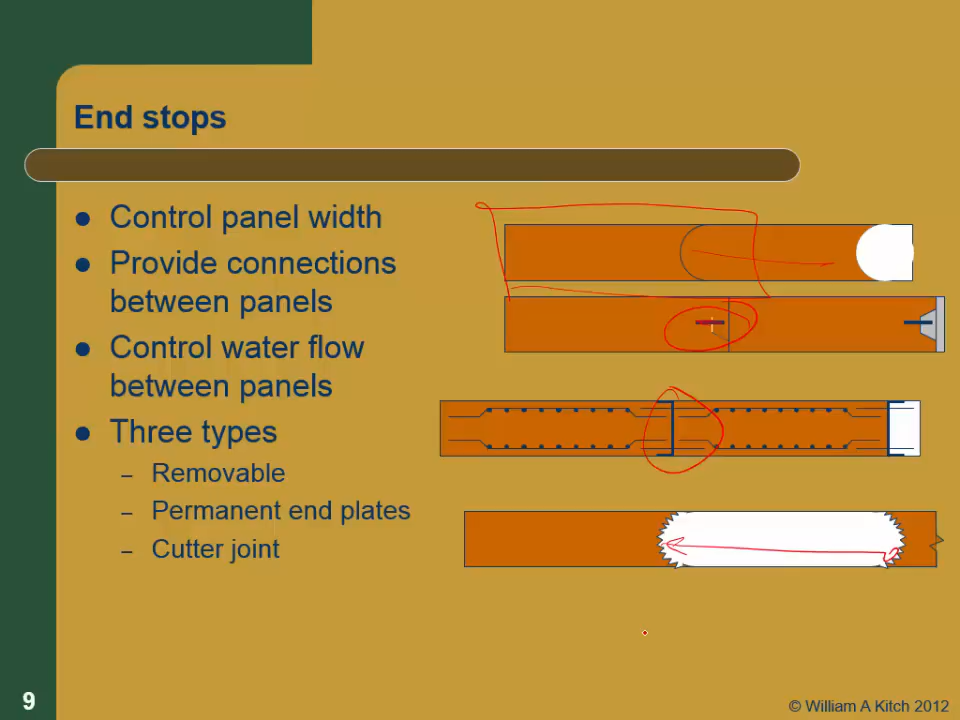 End stops
Control panel width
Provide connections
between panels
Control water flow
between panels
Three types
– Removable
– Permanent end plates
– Cutter joint
9
© William A Kitch 2012